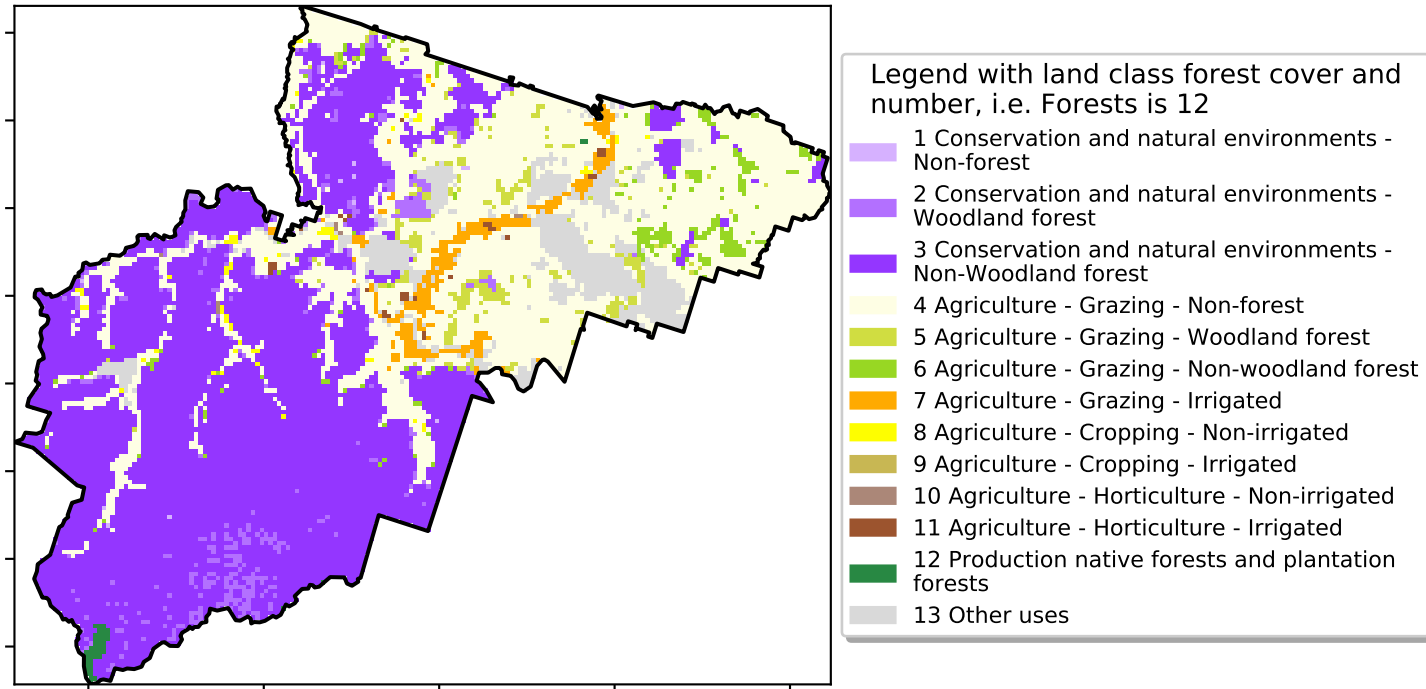 Legend with land class forest cover and
number, i.e. Forests is 12
1 Conservation and natural environments -
Non-forest
2 Conservation and natural environments -
Woodland forest
3 Conservation and natural environments -
Non-Woodland forest
4 Agriculture - Grazing - Non-forest
5 Agriculture - Grazing - Woodland forest
6 Agriculture - Grazing - Non-woodland forest
7 Agriculture - Grazing - Irrigated
8 Agriculture - Cropping - Non-irrigated
9 Agriculture - Cropping - Irrigated
10 Agriculture - Horticulture - Non-irrigated
11 Agriculture - Horticulture - Irrigated
12 Production native forests and plantation
forests
13 Other uses